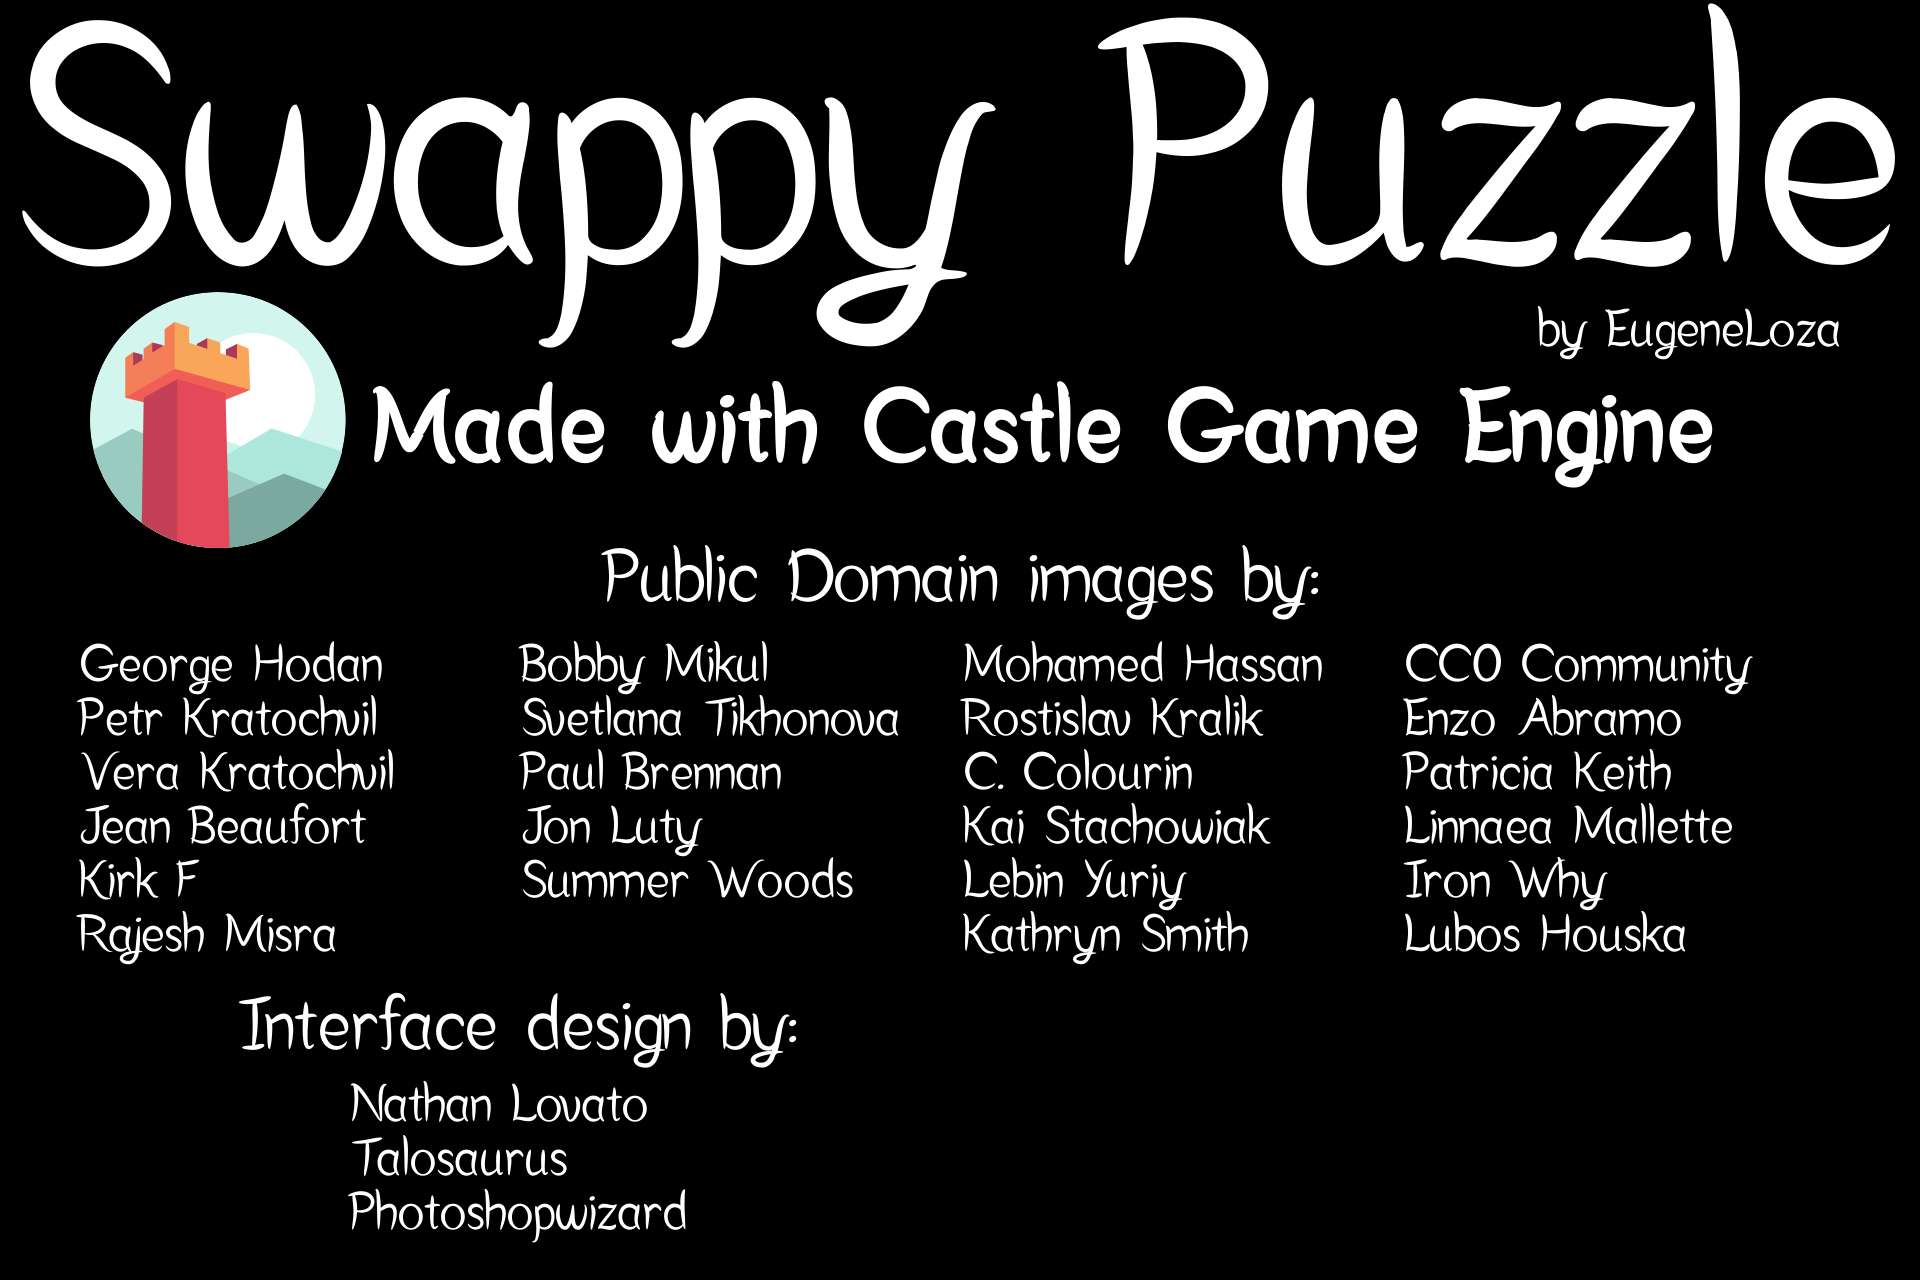 Swappy Puzzle
by EugeneLoza
Made with Castle Game Engine
Public Domain images by:
George Hodan
Petr Kratochvil
Vera Kratochvil
Jean Beaufort
Kirk F
Rajesh Misra
Bobby Mikul
Svetlana Tikhonova
Paul Brennan
Jon Luty
Summer Woods
Mohamed Hassan
Rostislav Kralik
C. Colourin
Kai Stachowiak
Lebin Yuriy
Kathryn Smith
CC0 Community
Enzo Abramo
Patricia Keith
Linnaea Mallette
Iron Why
Lubos Houska
Interface design by:
Nathan Lovato
Talosaurus
Photoshopwizard